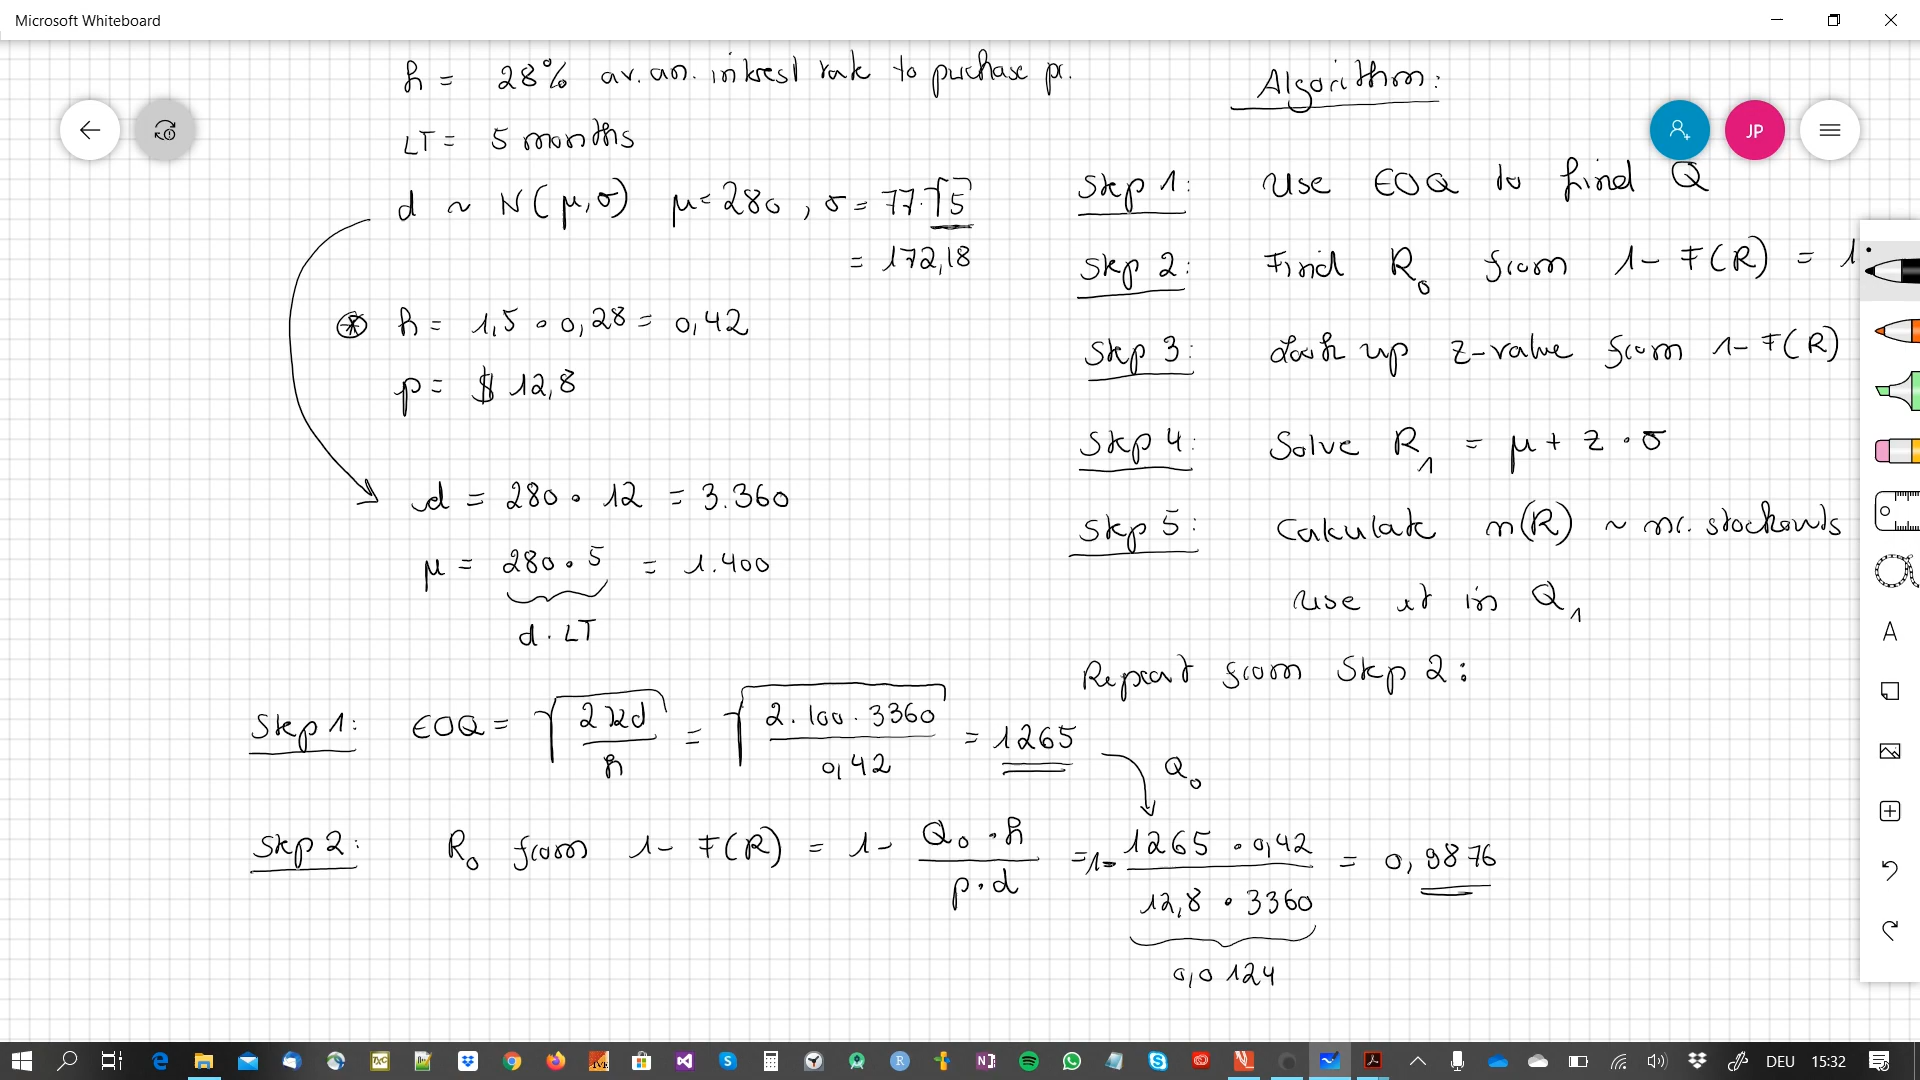 Microsoft Whiteboard
h = 28% av. an. interest rate to purchase pr.
LT = 5 months
d ~ N(μ,σ) μ = 280, σ = 77·√5
= 172,18
⊛ h = 1,5 · 0,28 = 0,42
p = $ 12,8
d = 280 · 12 = 3.360
μ = 280 · 5 = 1.400
d · LT
Step 1: EOQ = √(2kd / h) = √(2 · 100 · 3360 / 0,42) = 1265
Q₀
Step 2: R₀ from 1 - F(R) = 1 - Q₀ · h / p · d = 1 - 1265 · 0,42 / 12,8 · 3360 = 0,9876
0,0124
Algorithm:
Step 1: Use EOQ to find Q
Step 2: Find R₀ from 1 - F(R) = 1
Step 3: Look up z-value from 1 - F(R)
Step 4: Solve R₁ = μ + z · σ
Step 5: Calculate n(R) ~ nr. stockouts
use it in Q₁
Repeat from Step 2:
JP
A
DEU 15:32